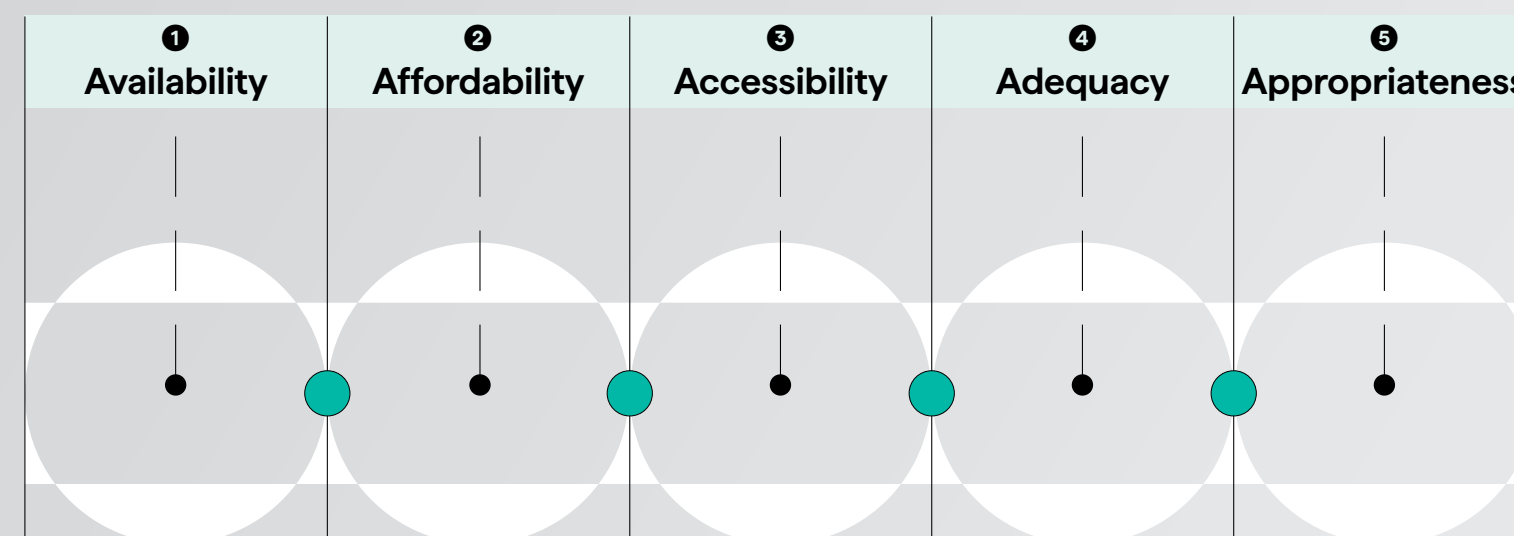 1
Availability
2
Affordability
3
Accessibility
4
Adequacy
5
Appropriateness